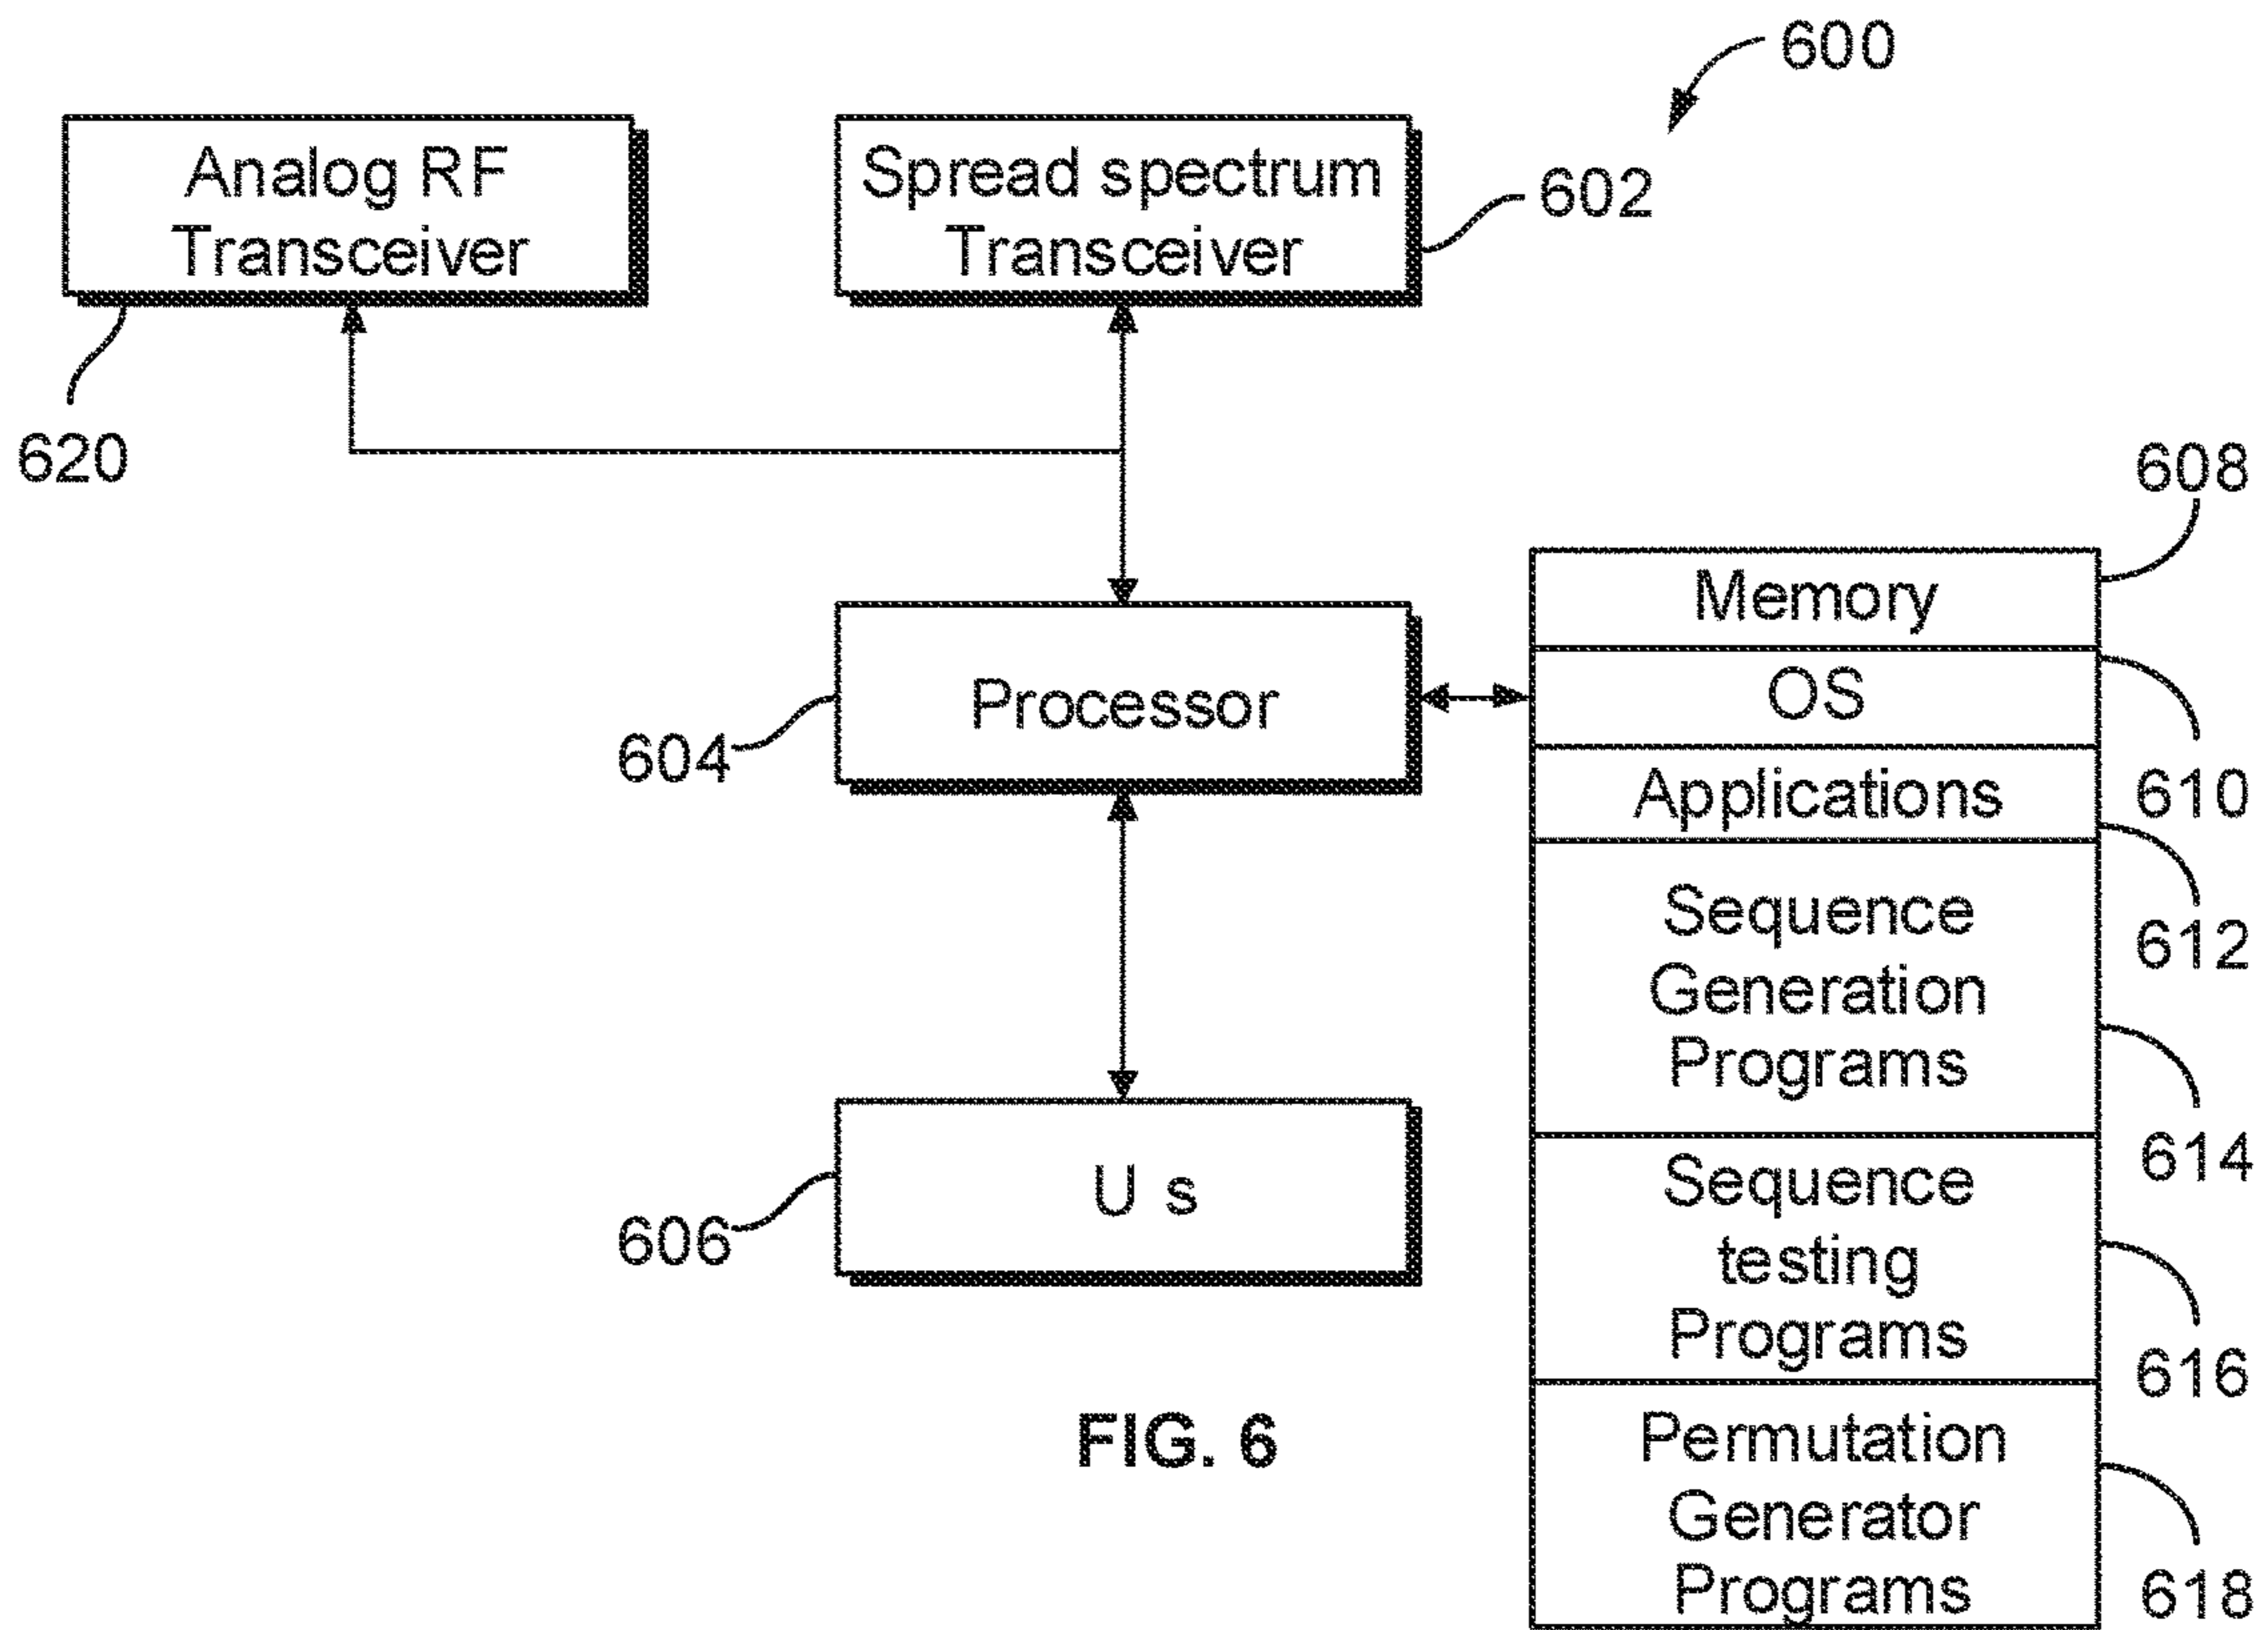 600
Analog RF
Transceiver
Spread spectrum
Transceiver
602
620
608
Memory
OS
Processor
604
610
Applications
612
Sequence
Generation
Programs
614
U s
606
Sequence
testing
Programs
616
Permutation
Generator
Programs
618
FIG. 6